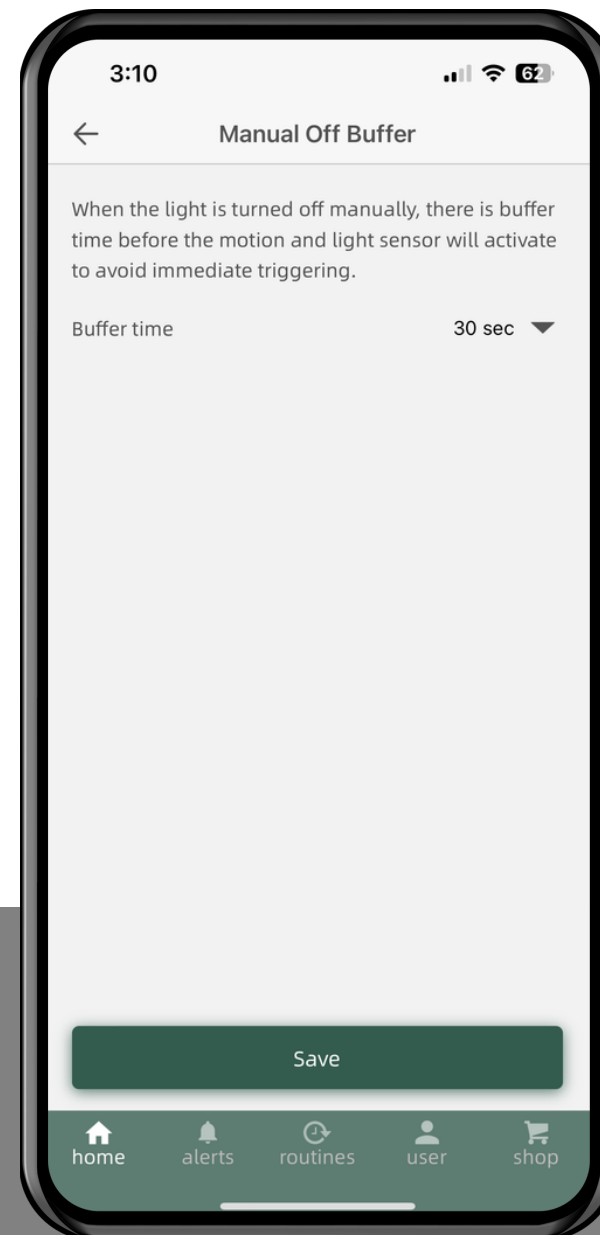 3:10
62
Manual Off Buffer
When the light is turned off manually, there is buffer
time before the motion and light sensor will activate
to avoid immediate triggering.
Buffer time 30 sec
Save
home alerts routines user shop